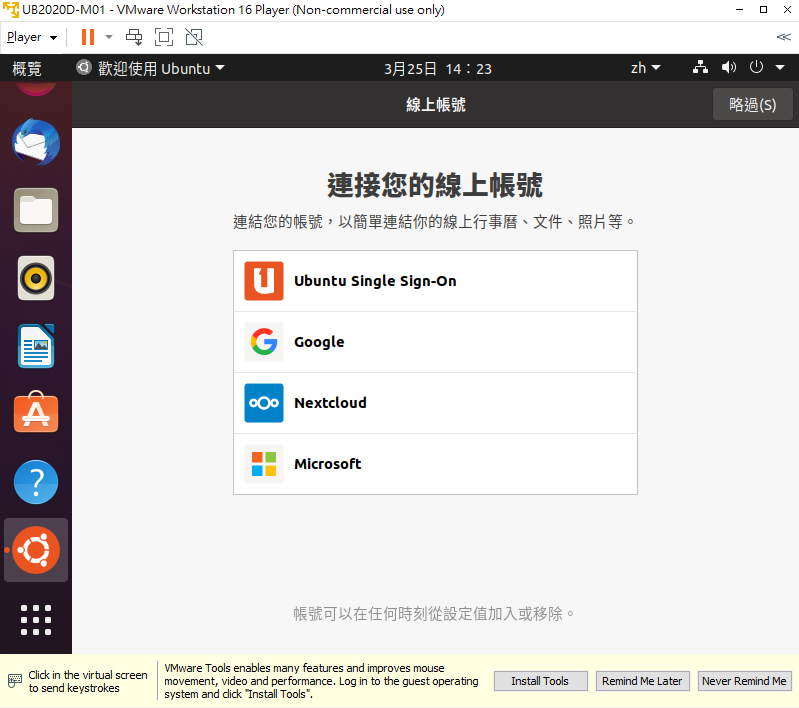 UB2020D-M01 - VMware Workstation 16 Player (Non-commercial use only)
Player
概覽
歡迎使用 Ubuntu
3月25日 14：23
zh
線上帳號
略過(S)
連接您的線上帳號
連結您的帳號，以簡單連結你的線上行事曆、文件、照片等。
Ubuntu Single Sign-On
Google
Nextcloud
Microsoft
帳號可以在任何時刻從設定值加入或移除。
Click in the virtual screen
to send keystrokes
VMware Tools enables many features and improves mouse
movement, video and performance. Log in to the guest operating
system and click "Install Tools".
Install Tools
Remind Me Later
Never Remind Me